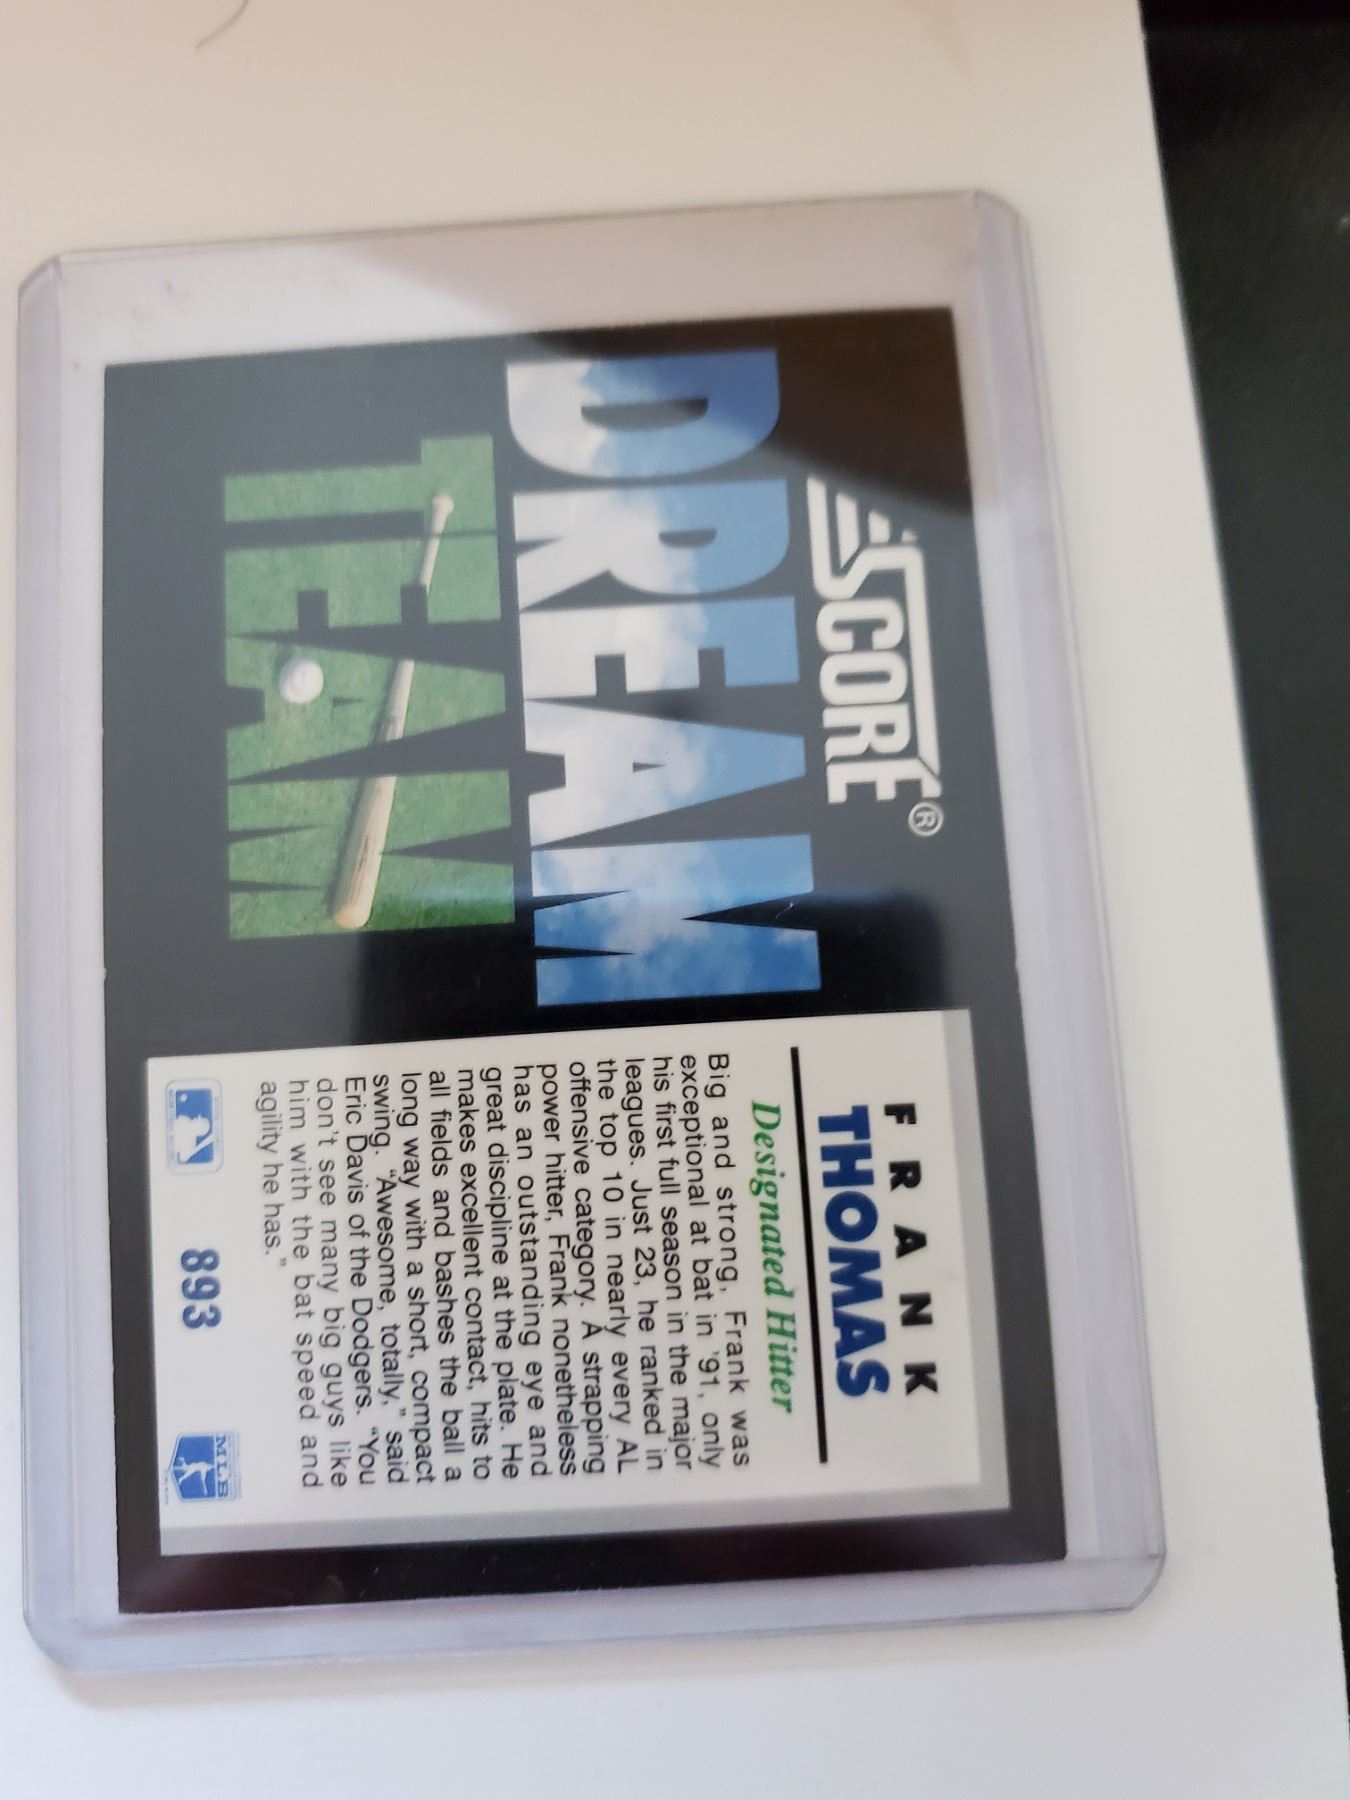 SCORE®
DREAM
TEAM
FRANK
THOMAS
Designated Hitter
Big and strong, Frank was
exceptional at bat in '91, only
his first full season in the major
leagues. Just 23, he ranked in
the top 10 in nearly every AL
offensive category. A strapping
power hitter, Frank nonetheless
has an outstanding eye and
great discipline at the plate. He
makes excellent contact, hits to
all fields and bashes the ball a
long way with a short, compact
swing. "Awesome, totally," said
Eric Davis of the Dodgers. "You
don't see many big guys like
him with the bat speed and
agility he has."
893
MLB